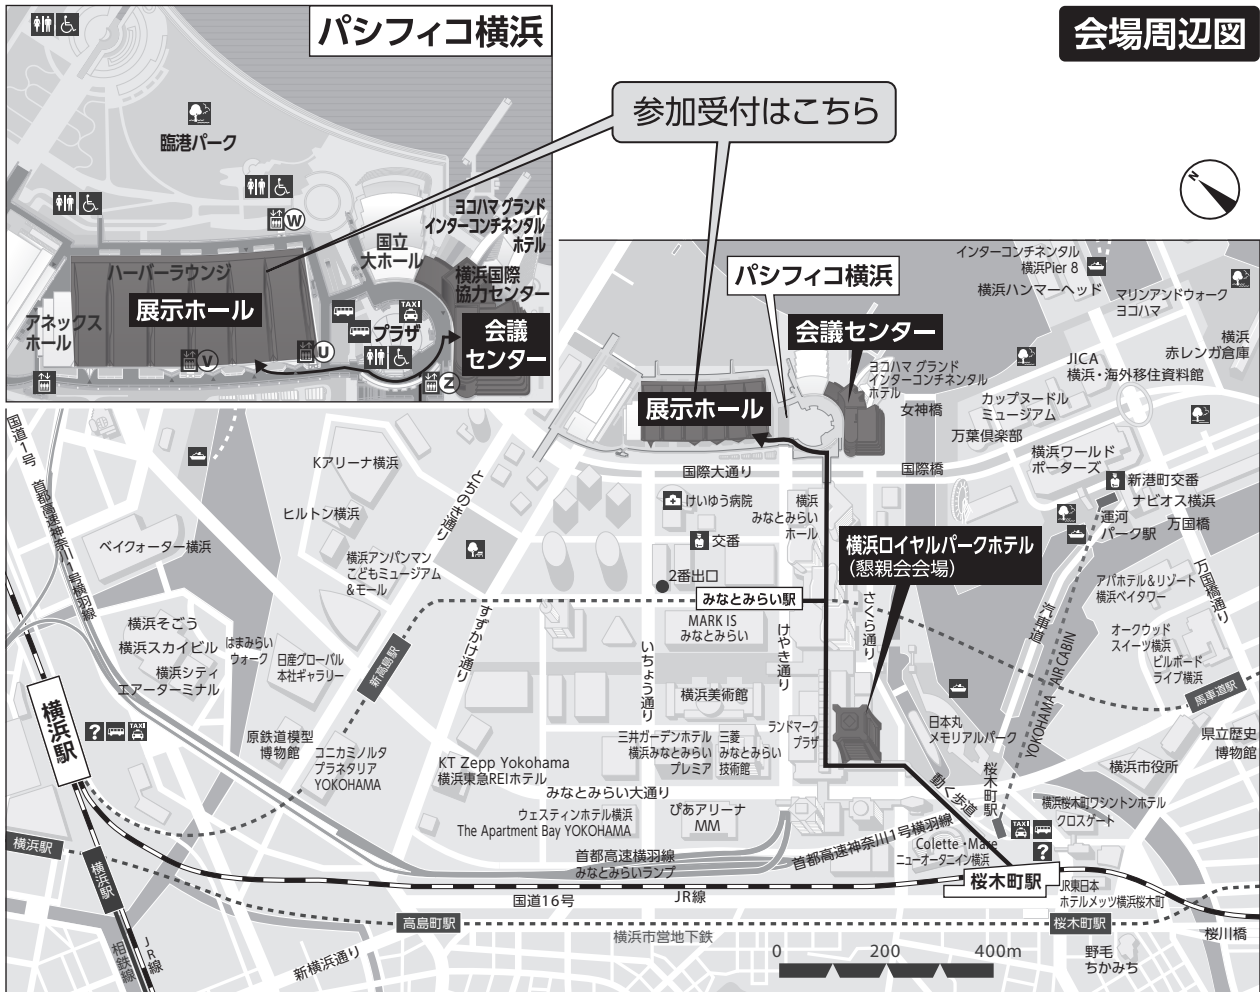 パシフィコ横浜
会場周辺図
参加受付はこちら
臨港パーク
W
ヨコハマ グランド
インターコンチネンタル
ホテル
国立
大ホール
横浜国際
協力センター
ハーバーラウンジ
展示ホール
アネックス
ホール
TAXI
プラザ
会議
センター
V
U
Z
N
パシフィコ横浜
会議センター
展示ホール
ヨコハマ グランド
インターコンチネンタル
ホテル
インターコンチネンタル
横浜Pier 8
横浜ハンマーヘッド
マリンアンドウォーク
ヨコハマ
横浜
赤レンガ倉庫
JICA
横浜・海外移住資料館
カップヌードル
ミュージアム
女神橋
万葉倶楽部
横浜ワールド
ポーターズ
国際橋
国際大通り
新港町交番
ナビオス横浜
運河
パーク駅
万国橋
万国橋通り
国道1号
首都高速神奈川1号横羽線
Kアリーナ横浜
ヒルトン横浜
とちのき通り
ベイクォーター横浜
横浜アンパンマン
こどもミュージアム
&モール
けいゆう病院
横浜
みなとみらい
ホール
交番
2番出口
みなとみらい駅
横浜ロイヤルパークホテル
（懇親会会場）
さくら通り
汽車道
YOKOHAMA AIR CABIN
アパホテル&リゾート
横浜ベイタワー
オークウッド
スイーツ横浜
ビルボード
ライブ横浜
馬車道駅
県立歴史
博物館
横浜そごう
横浜スカイビル
はまみらい
ウォーク
横浜シティ
エアーターミナル
日産グローバル
本社ギャラリー
新高島駅
すずかけ通り
MARK IS
みなとみらい
けやき通り
いちょう通り
横浜美術館
ランドマーク
プラザ
日本丸
メモリアルパーク
横浜市役所
横浜駅
?
TAXI
原鉄道模型
博物館
コニカミノルタ
プラネタリア
YOKOHAMA
KT Zepp Yokohama
横浜東急REIホテル
三井ガーデンホテル
横浜みなとみらい
プレミア
三菱
みなとみらい
技術館
みなとみらい大通り
ウェスティンホテル横浜
The Apartment Bay YOKOHAMA
ぴあアリーナ
MM
動く歩道
桜木町駅
横浜桜木町ワシントンホテル
クロスゲート
TAXI
?
Colette・Mare
ニューオータニイン横浜
首都高速横羽線
みなとみらいランプ
首都高速神奈川1号横羽線
桜木町駅
JR東日本
ホテルメッツ横浜桜木町
横浜駅
横浜駅
国道16号
JR線
高島町駅
横浜市営地下鉄
桜木町駅
桜川橋
野毛
ちかみち
相鉄線
JR線
新横浜通り
0 200 400m